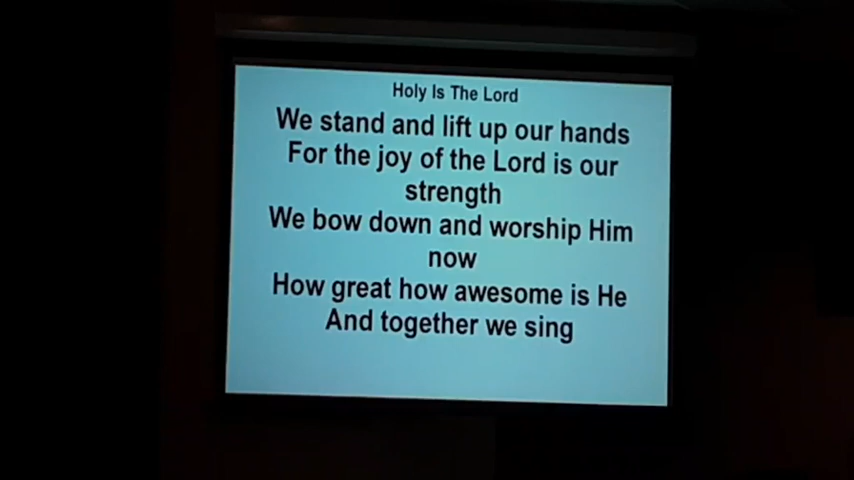 Holy Is The Lord
We stand and lift up our hands
For the joy of the Lord is our
strength
We bow down and worship Him
now
How great how awesome is He
And together we sing